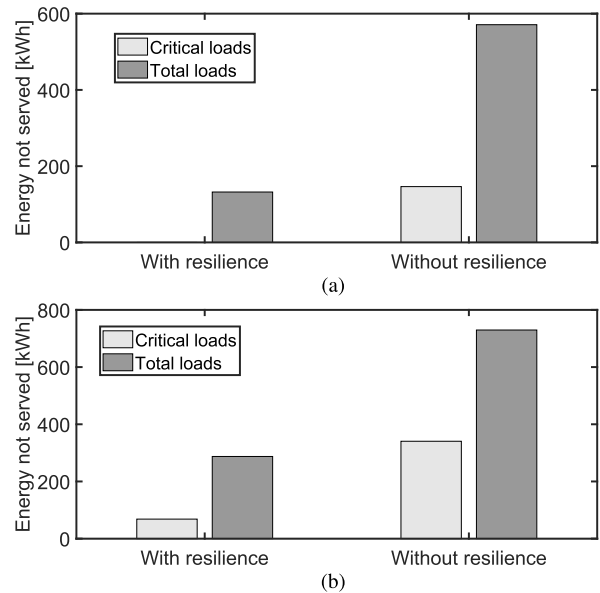 Energy not served [kWh]
600
400
200
0
Critical loads
Total loads
With resilience
Without resilience
(a)
Energy not served [kWh]
800
600
400
200
0
Critical loads
Total loads
With resilience
Without resilience
(b)